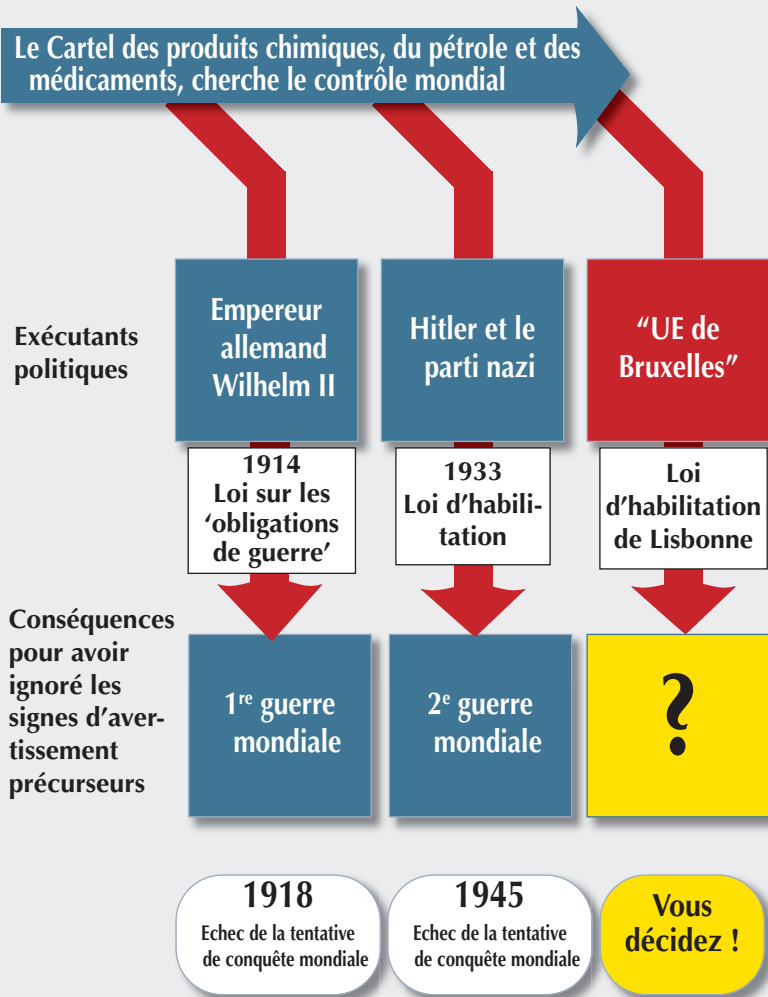 Le Cartel des produits chimiques, du pétrole et des
médicaments, cherche le contrôle mondial
Exécutants
politiques
Empereur
allemand
Wilhelm II
Hitler et le
parti nazi
“UE de
Bruxelles”
1914
Loi sur les
‘obligations
de guerre’
1933
Loi d’habili-
tation
Loi
d’habilitation
de Lisbonne
Conséquences
pour avoir
ignoré les
signes d’aver-
tissement
précurseurs
1re guerre
mondiale
2e guerre
mondiale
?
1918
Echec de la tentative
de conquête mondiale
1945
Echec de la tentative
de conquête mondiale
Vous
décidez !